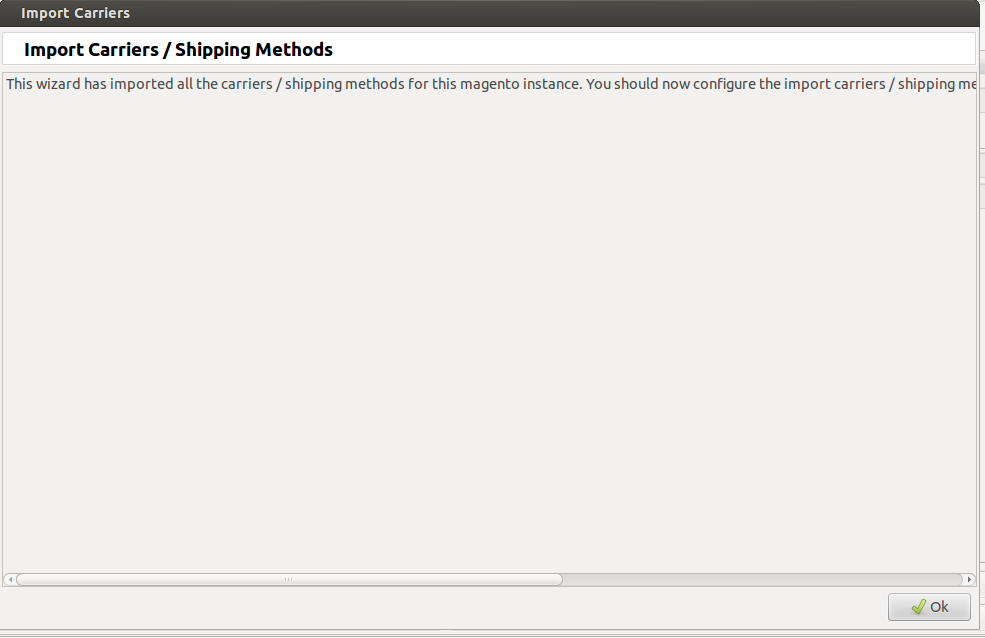 Import Carriers
Import Carriers / Shipping Methods
This wizard has imported all the carriers / shipping methods for this magento instance. You should now configure the import carriers / shipping me
Ok